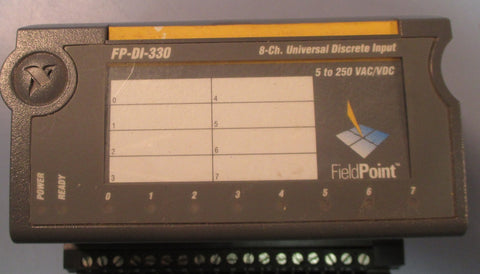 FP-DI-330
8-Ch. Universal Discrete Input
5 to 250 VAC/VDC
0
4
1
5
2
6
3
7
FieldPoint™
POWER
READY
0 1 2 3 4 5 6 7